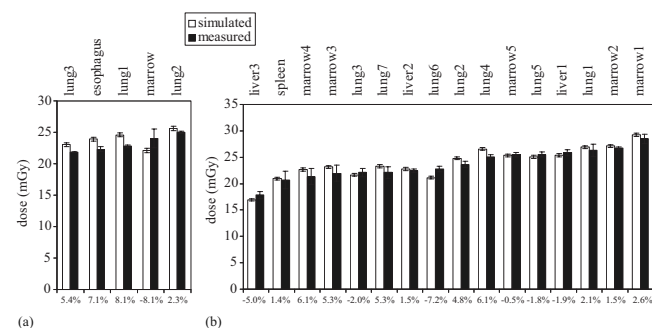 simulated
measured
lung3
esophagus
lung1
marrow
lung2
30
25
20
15
10
5
0
dose (mGy)
5.4% 7.1% 8.1% -8.1% 2.3%
(a)
liver3
spleen
marrow4
marrow3
lung3
lung7
liver2
lung6
lung2
lung4
marrow5
lung5
liver1
lung1
marrow2
marrow1
35
30
25
20
15
10
5
0
dose (mGy)
-5.0% 1.4% 6.1% 5.3% -2.0% 5.3% 1.5% -7.2% 4.8% 6.1% -0.5% -1.8% -1.9% 2.1% 1.5% 2.6%
(b)